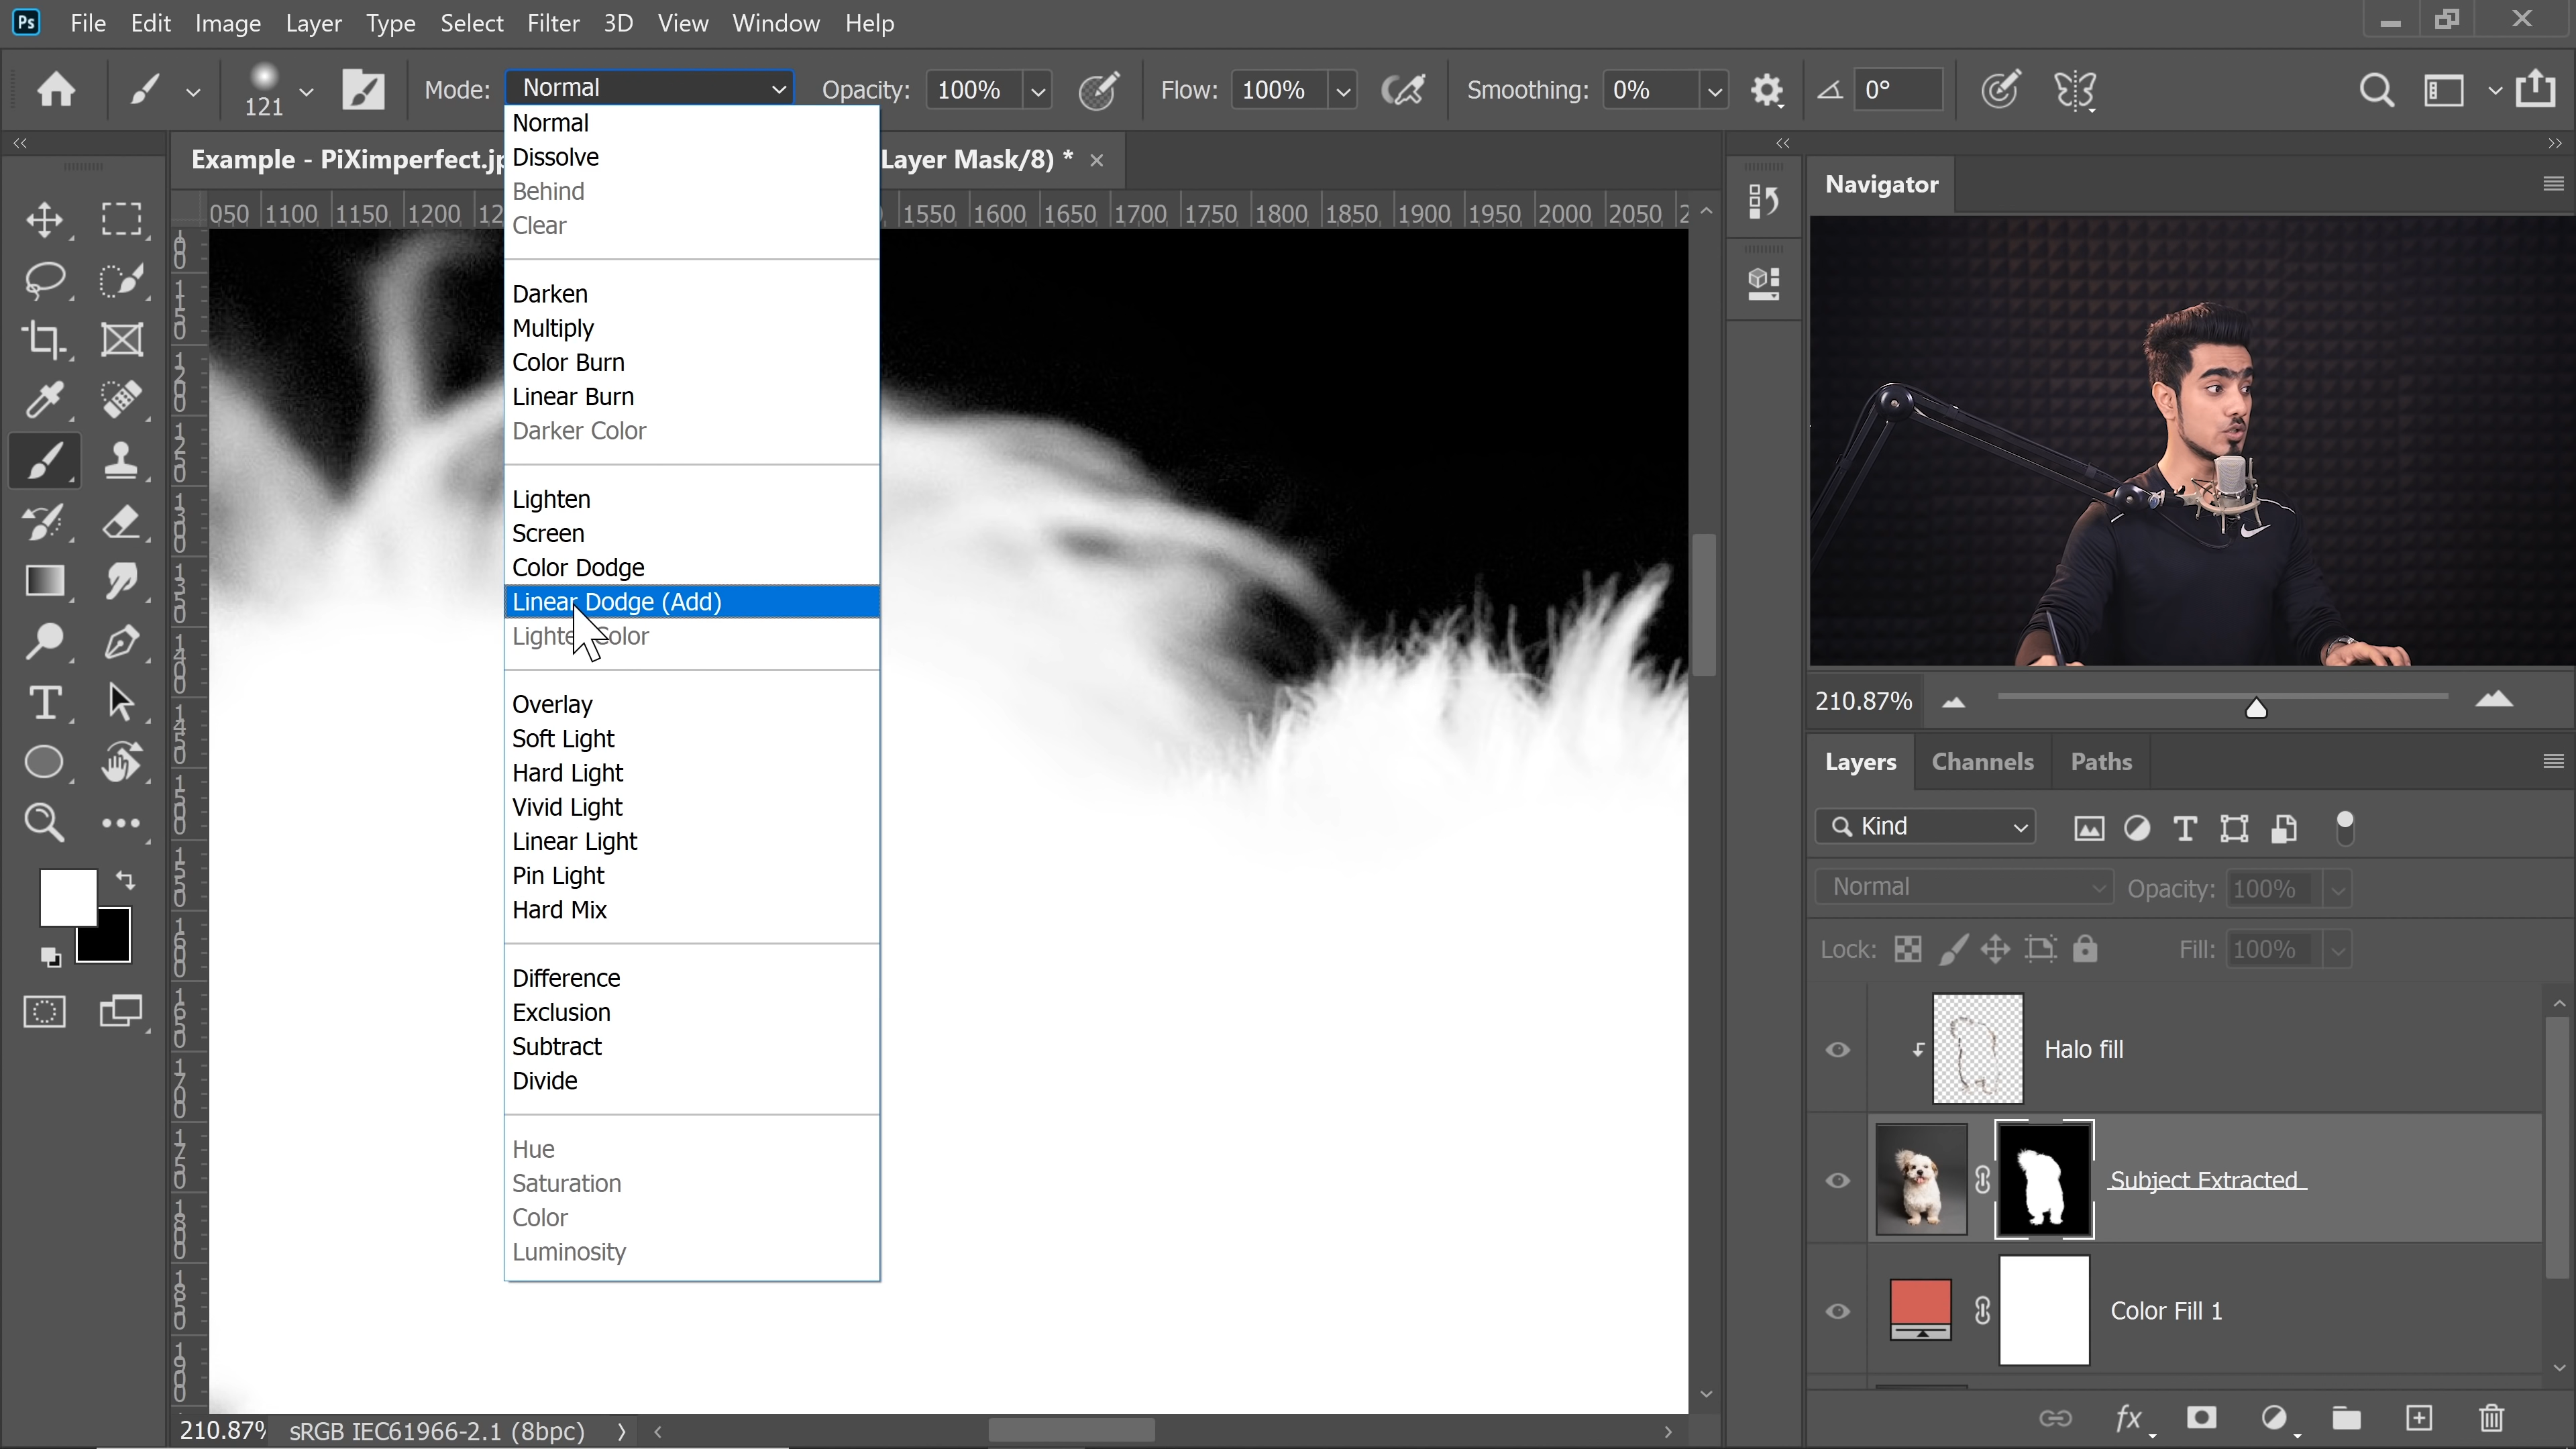 Ps File Edit Image Layer Type Select Filter 3D View Window Help
121 Mode: Normal Opacity: 100% Flow: 100% Smoothing: 0% 0°
Example - PiXimperfect.jp Layer Mask/8) * ×
050 1100 1150 1200 12 1550 1600 1650 1700 1750 1800 1850 1900 1950 2000 2050 2
Normal
Dissolve
Behind
Clear
Darken
Multiply
Color Burn
Linear Burn
Darker Color
Lighten
Screen
Color Dodge
Linear Dodge (Add)
Lighte Color
Overlay
Soft Light
Hard Light
Vivid Light
Linear Light
Pin Light
Hard Mix
Difference
Exclusion
Subtract
Divide
Hue
Saturation
Color
Luminosity
210.87% sRGB IEC61966-2.1 (8bpc)
Navigator
210.87%
Layers Channels Paths
Kind
Normal Opacity: 100%
Lock: Fill: 100%
Halo fill
Subject Extracted
Color Fill 1
fx